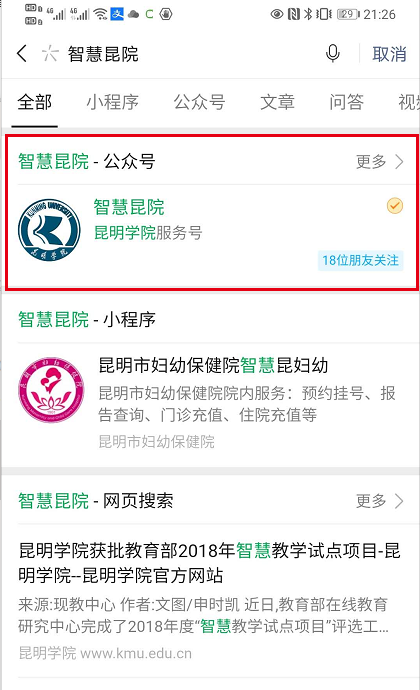 21:26
智慧昆院
取消
全部 小程序 公众号 文章 问答 视频
智慧昆院 - 公众号 更多
智慧昆院
昆明学院服务号
18位朋友关注
KUNMING UNIVERSITY
昆明学院
智慧昆院 - 小程序
昆明市妇幼保健院智慧昆妇幼
昆明市妇幼保健院院内服务：预约挂号、报
告查询、门诊充值、住院充值等
昆明市妇幼保健院
智慧昆院 - 网页搜索 更多
昆明学院获批教育部2018年智慧教学试点项目-昆
明学院--昆明学院官方网站
来源:现教中心 作者:文图/申时凯 近日,教育部在线教育
研究中心完成了2018年度“智慧教学试点项目”评选工...
昆明学院 www.kmu.edu.cn